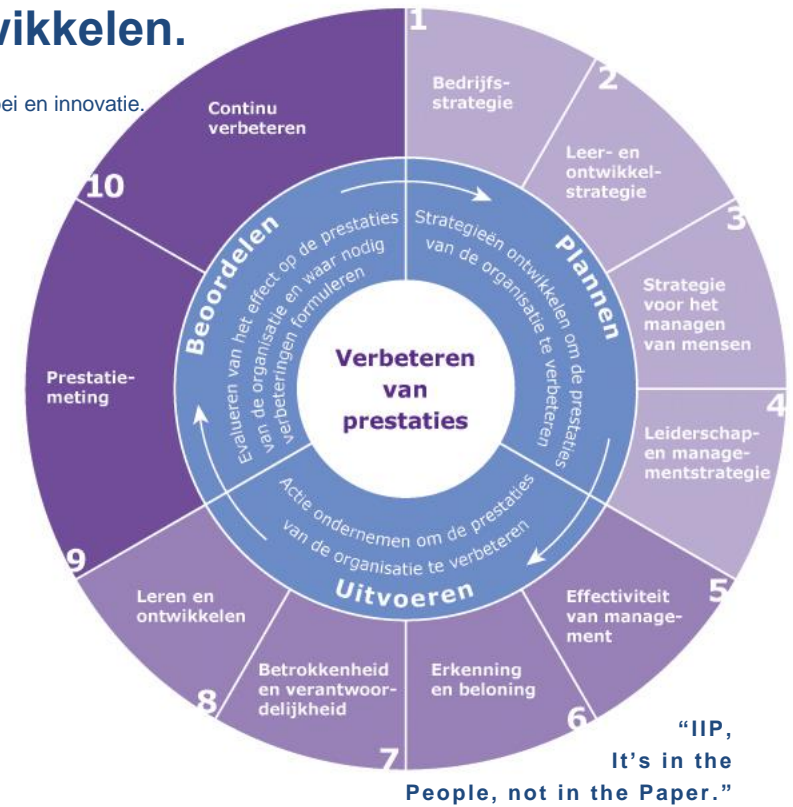 vikkelen.
ei en innovatie.
1
Bedrijfs-
strategie
2
Leer- en
ontwikkel-
strategie
3
Strategie
voor het
managen
van mensen
4
Leiderschap-
en manage-
mentstrategie
5
Effectiviteit
van manage-
ment
6
Erkenning
en beloning
7
Betrokkenheid
en verantwoor-
delijkheid
8
Leren en
ontwikkelen
9
Prestatie-
meting
10
Continu
verbeteren
Plannen
Strategieën ontwikkelen om de prestaties
van de organisatie te verbeteren
Uitvoeren
Actie ondernemen om de prestaties
van de organisatie te verbeteren
Beoordelen
Evalueren van het effect op de prestaties
van de organisatie en waar nodig
verbeteringen formuleren
Verbeteren
van
prestaties
“IIP,
It’s in the
People, not in the Paper.”